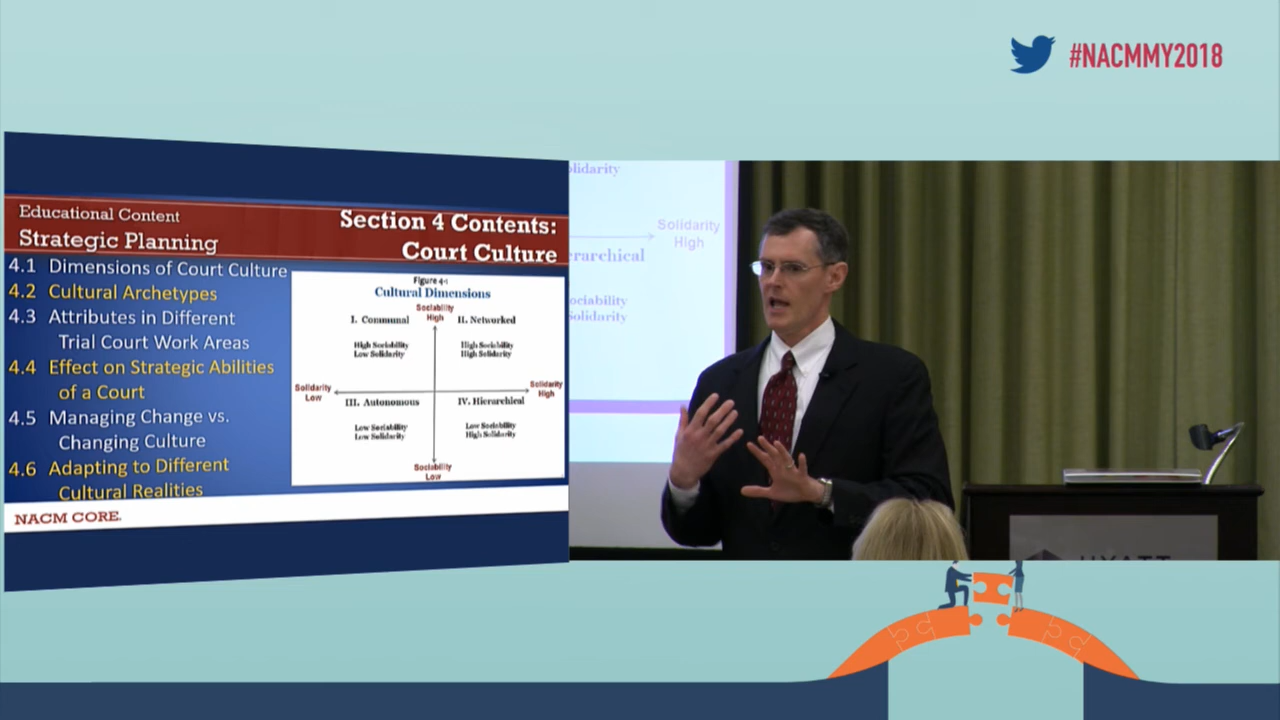 #NACMMY2018
Educational Content
Strategic Planning
Section 4 Contents:
Court Culture
4.1 Dimensions of Court Culture
4.2 Cultural Archetypes
4.3 Attributes in Different
Trial Court Work Areas
4.4 Effect on Strategic Abilities
of a Court
4.5 Managing Change vs.
Changing Culture
4.6 Adapting to Different
Cultural Realities
NACM CORE.
Figure 4-1
Cultural Dimensions
Sociability
High
I. Communal
II. Networked
High Sociability
Low Solidarity
High Sociability
High Solidarity
Solidarity
Low
Solidarity
High
III. Autonomous
IV. Hierarchical
Low Sociability
Low Solidarity
Low Sociability
High Solidarity
Sociability
Low
olidarity
Solidarity
High
erarchical
ociability
Solidarity
HYATT